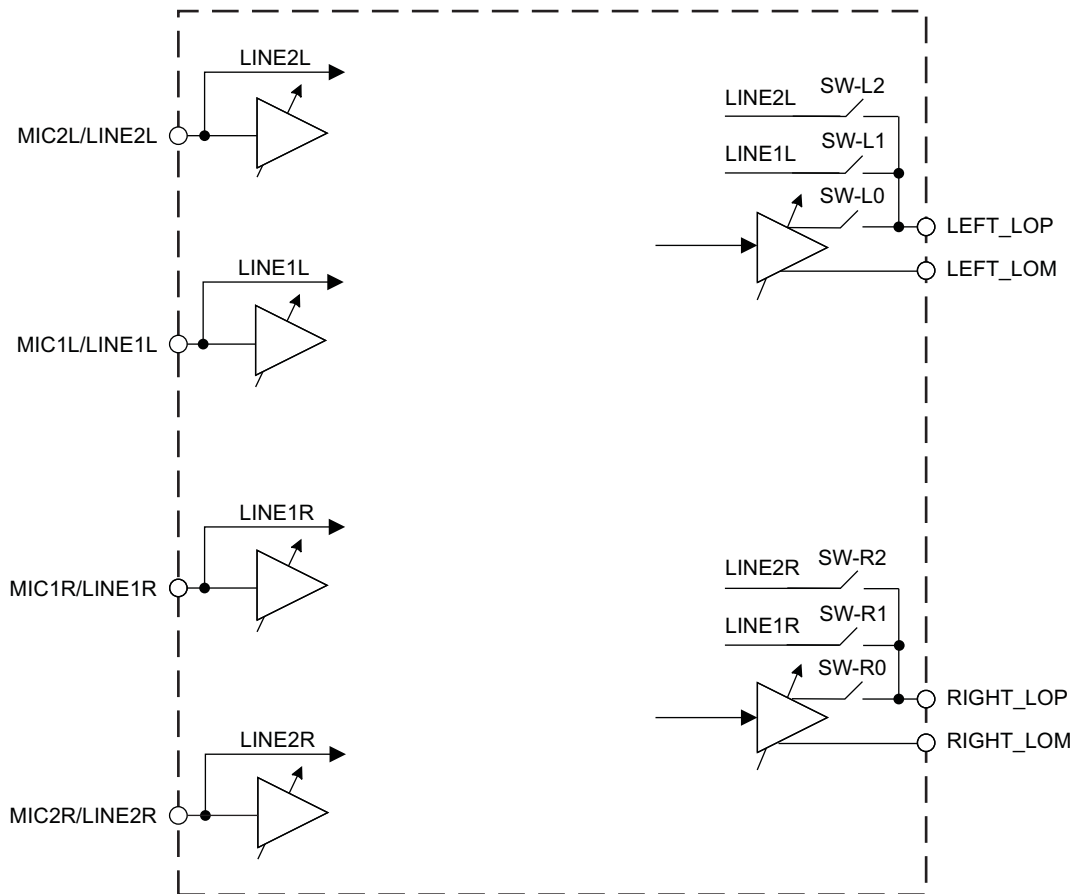 LINE2L
MIC2L/LINE2L
LINE1L
MIC1L/LINE1L
LINE1R
MIC1R/LINE1R
LINE2R
MIC2R/LINE2R
SW-L2
LINE2L
SW-L1
LINE1L
SW-L0
LEFT_LOP
LEFT_LOM
SW-R2
LINE2R
SW-R1
LINE1R
SW-R0
RIGHT_LOP
RIGHT_LOM